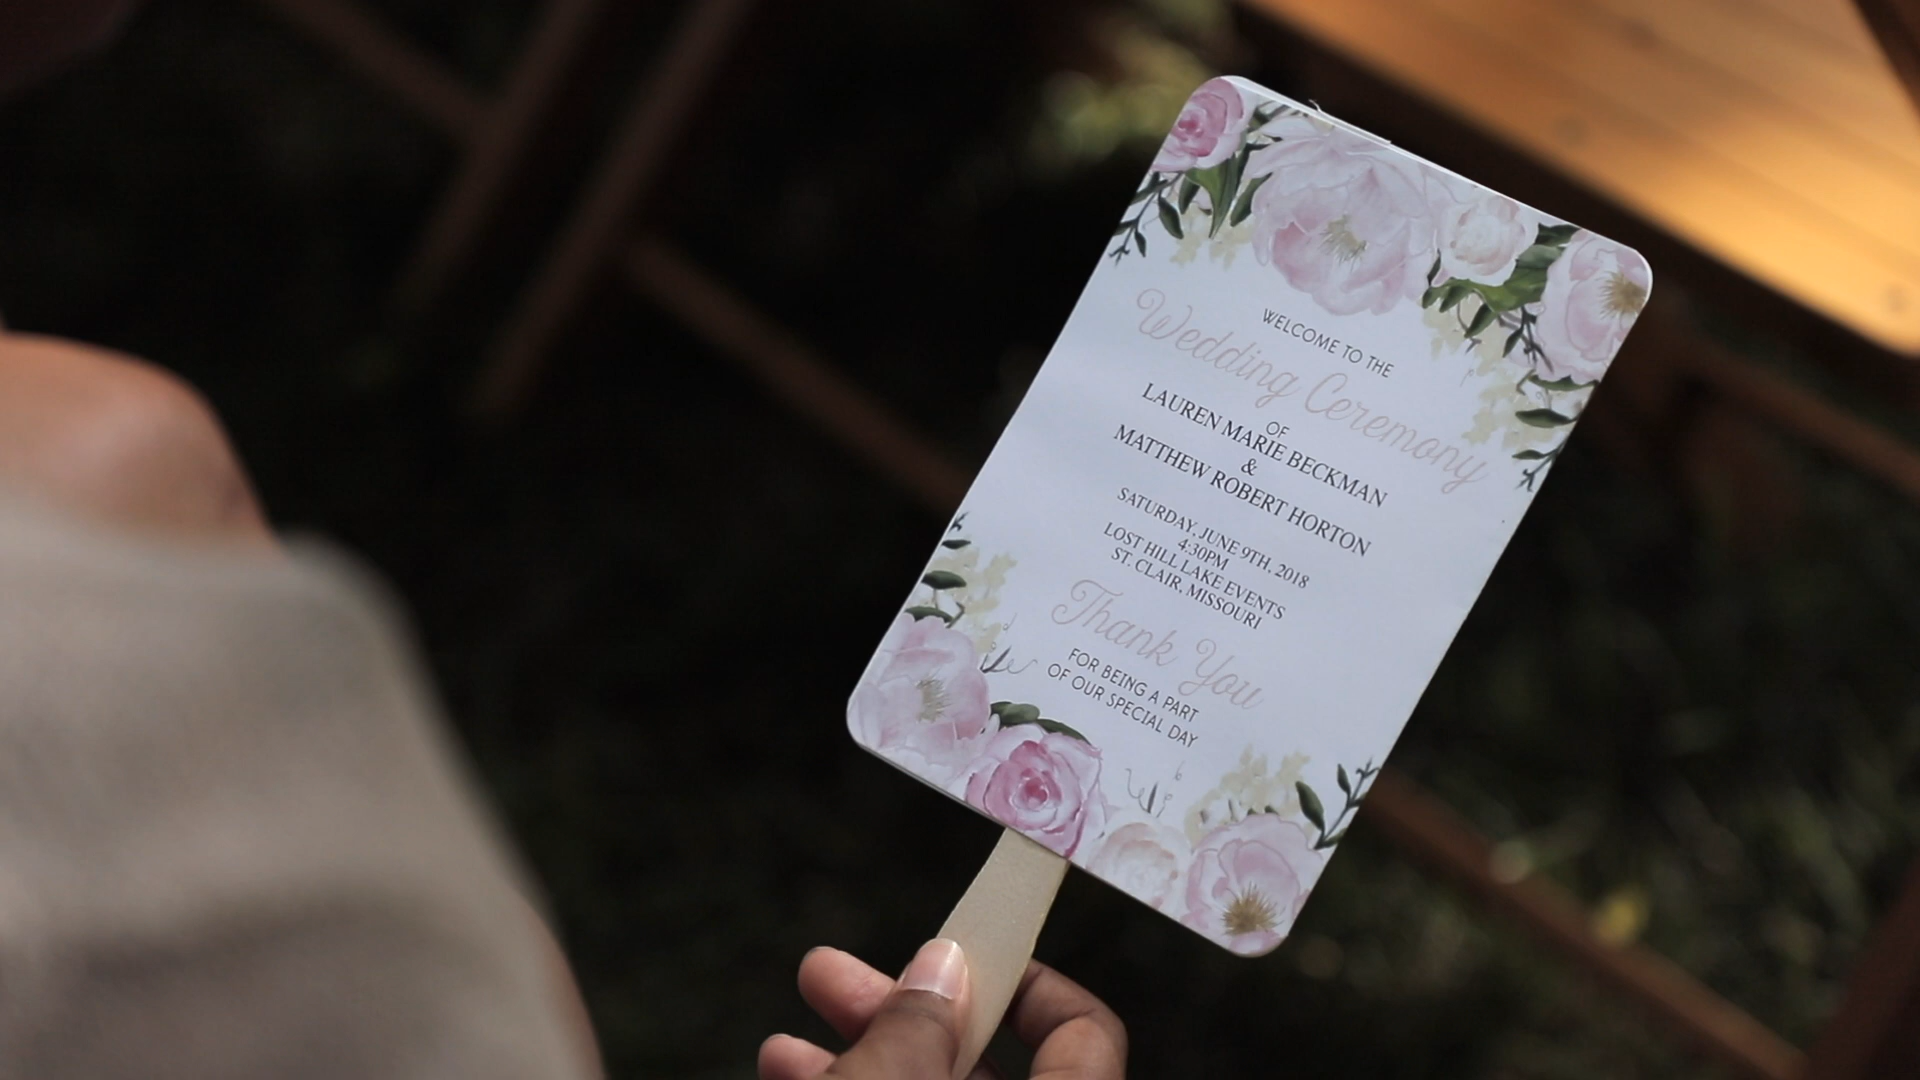 WELCOME TO THE
Wedding Ceremony
OF
LAUREN MARIE BECKMAN
&
MATTHEW ROBERT HORTON
SATURDAY, JUNE 9TH, 2018
4:30PM
LOST HILL LAKE EVENTS
ST. CLAIR, MISSOURI
Thank You
FOR BEING A PART
OF OUR SPECIAL DAY